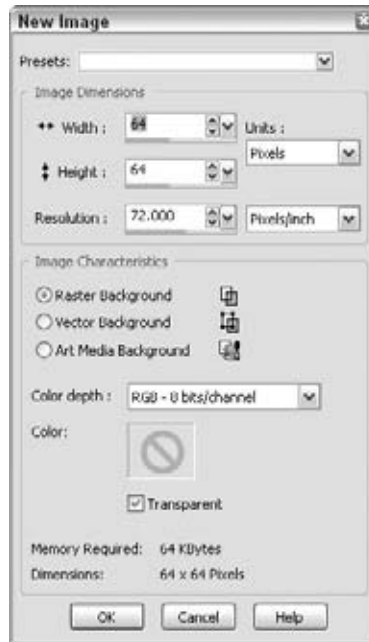 New Image
Presets:
Image Dimensions
Width : 64 Units :
Pixels
Height : 64
Resolution : 72.000 Pixels/inch
Image Characteristics
Raster Background
Vector Background
Art Media Background
Color depth : RGB - 8 bits/channel
Color:
Transparent
Memory Required: 64 KBytes
Dimensions: 64 x 64 Pixels
OK Cancel Help